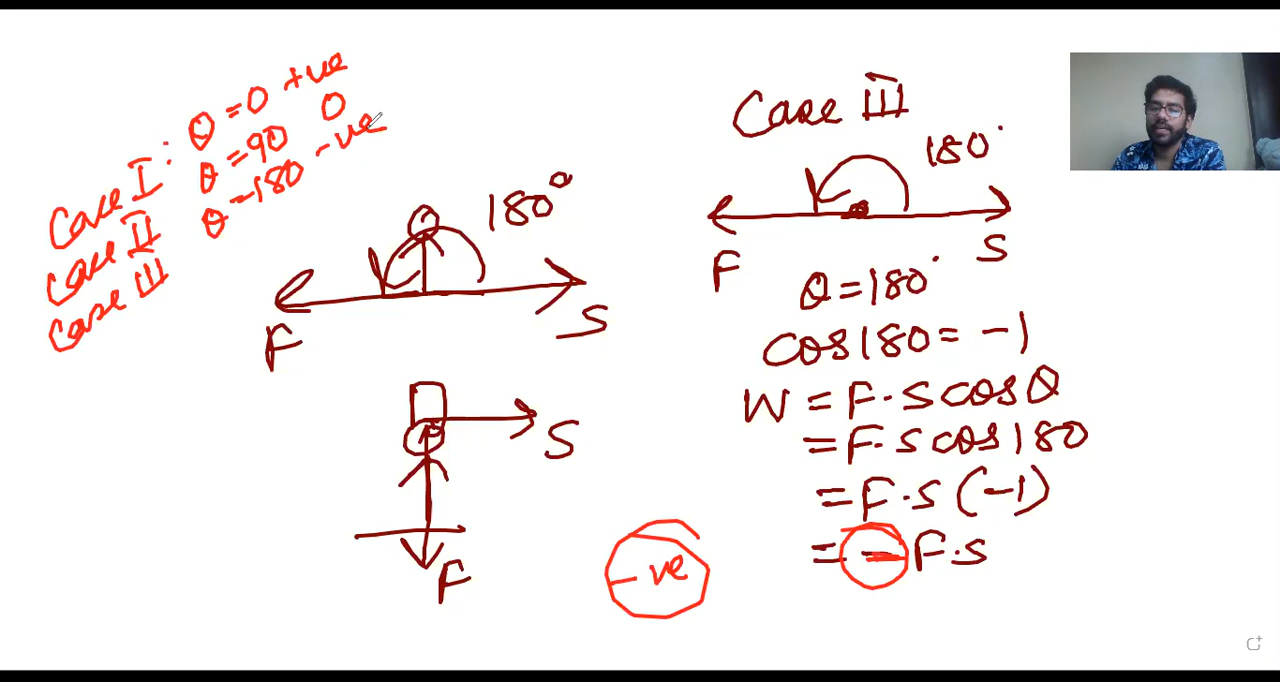 Case I : θ = 0 +ve
Case II θ = 90 0
Case III θ = 180 -ve
180°
F
S
S
F
-ve
Case III
180°
F
S
θ = 180°
cos 180 = -1
W = F.s cos θ
= F.s cos 180
= F.s (-1)
= - F.s